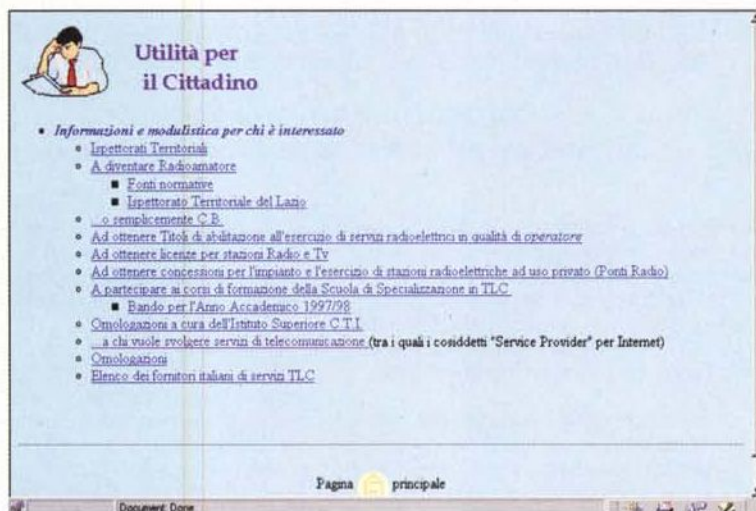 Utilità per
il Cittadino
Informazioni e modulistica per chi è interessato
Ispettorati Territoriali
A diventare Radioamatore
Fonti normative
Ispettorato Territoriale del Lazio
...o semplicemente C.B.
Ad ottenere Titoli di abilitazione all'esercizio di servizi radioelettrici in qualità di operatore
Ad ottenere licenze per stazioni Radio e Tv
Ad ottenere concessioni per l'impianto e l'esercizio di stazioni radioelettriche ad uso privato (Ponti Radio)
A partecipare ai corsi di formazione della Scuola di Specializzazione in TLC
Bando per l'Anno Accademico 1997/98
Omologazioni a cura dell'Istituto Superiore C.T.I.
...a chi vuole svolgere servizi di telecomunicazione (tra i quali i cosiddetti "Service Provider" per Internet)
Omologazioni
Elenco dei fornitori italiani di servizi TLC
Pagina principale
Document: Done